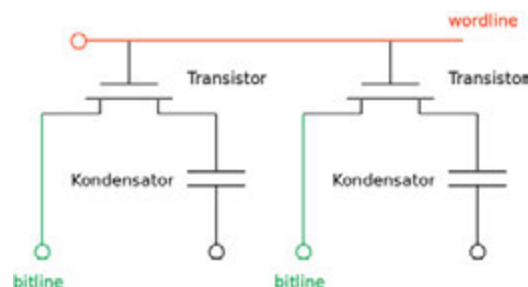 wordline
Transistor
Transistor
Kondensator
Kondensator
bitline
bitline